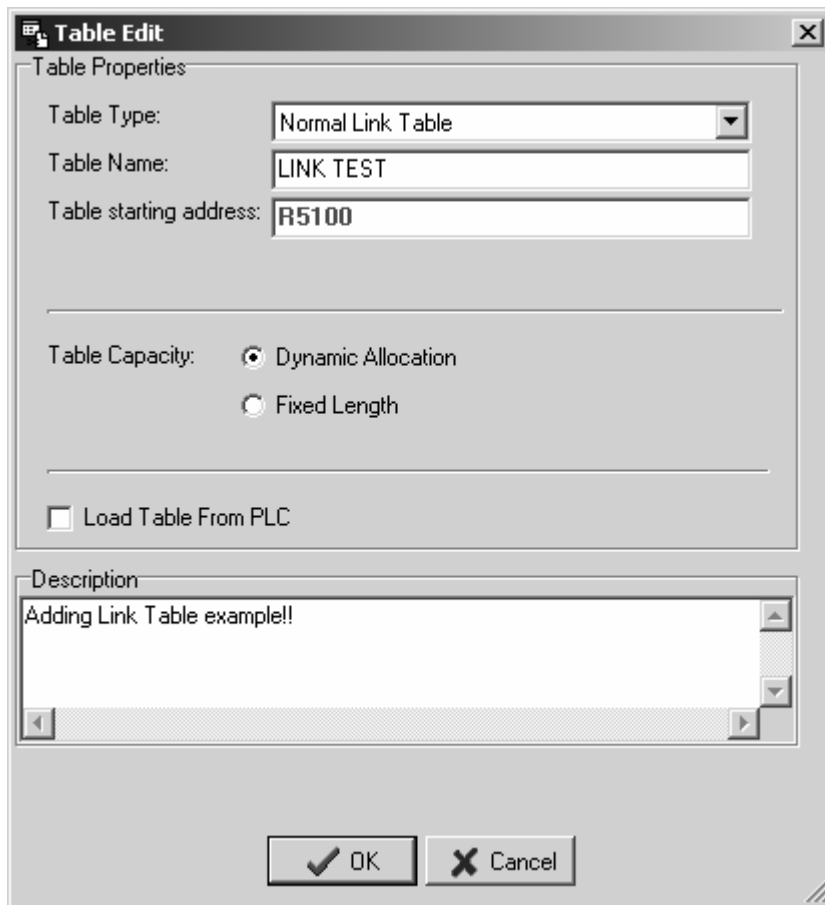 Table Edit
Table Properties
Table Type: Normal Link Table
Table Name: LINK TEST
Table starting address: R5100
Table Capacity: Dynamic Allocation
Fixed Length
Load Table From PLC
Description
Adding Link Table example!!
OK Cancel